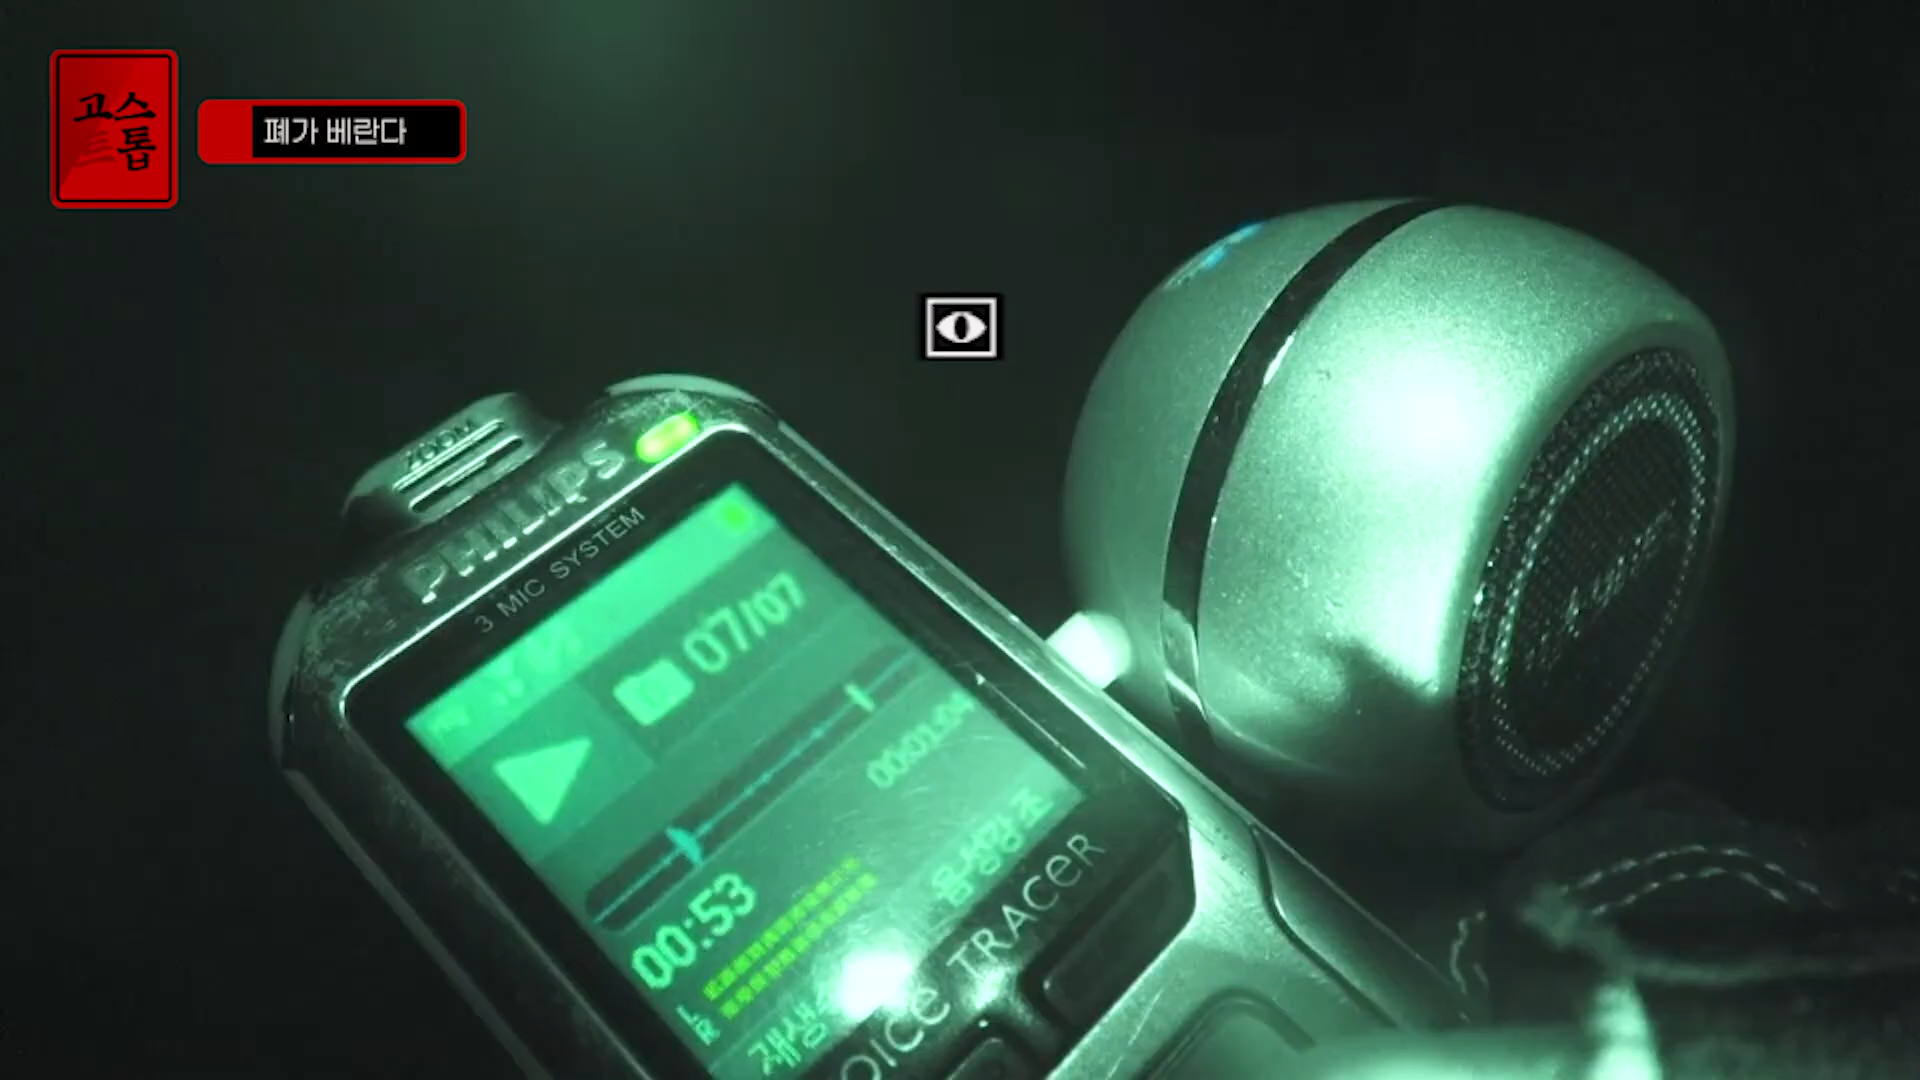 고스
톱
폐가 베란다
ZOOM
PHILIPS
3 MIC SYSTEM
07/07
00:01:04
00:53
음성강조
L
R
재생
VOICE TRACER